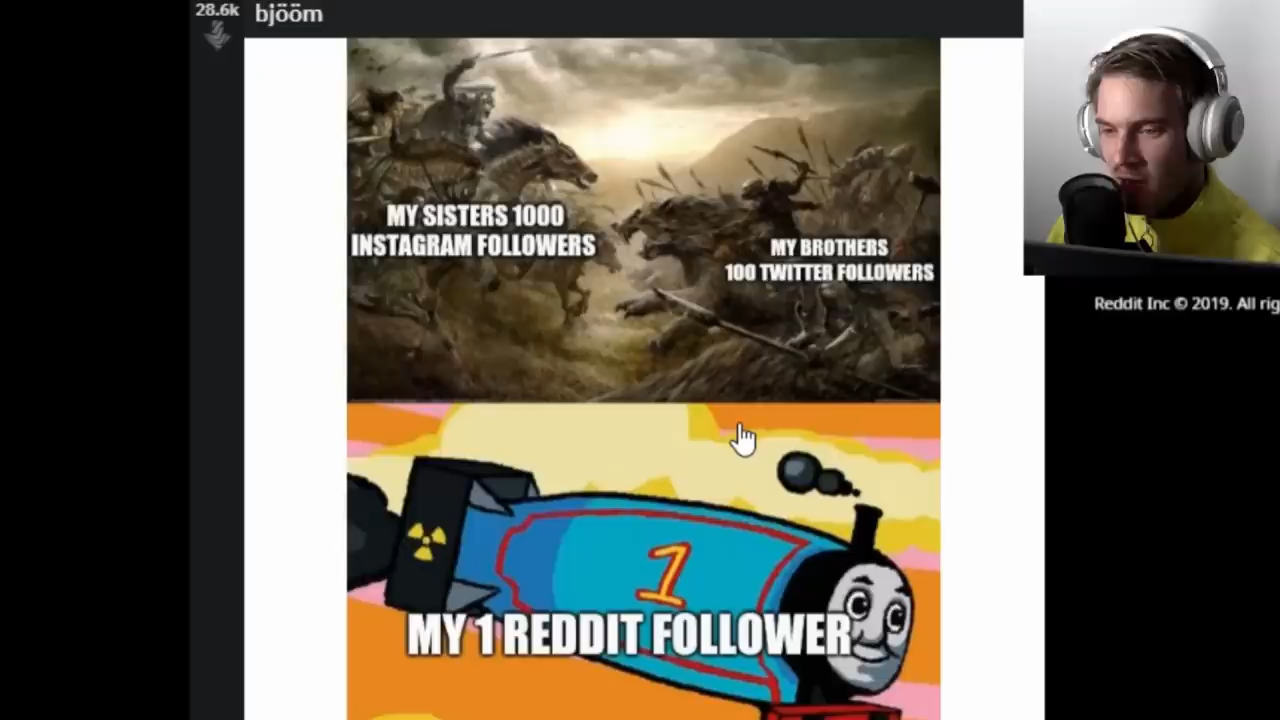 28.6k
bjööm
MY SISTERS 1000
INSTAGRAM FOLLOWERS
MY BROTHERS
100 TWITTER FOLLOWERS
Reddit Inc © 2019. All rig
1
MY 1 REDDIT FOLLOWER